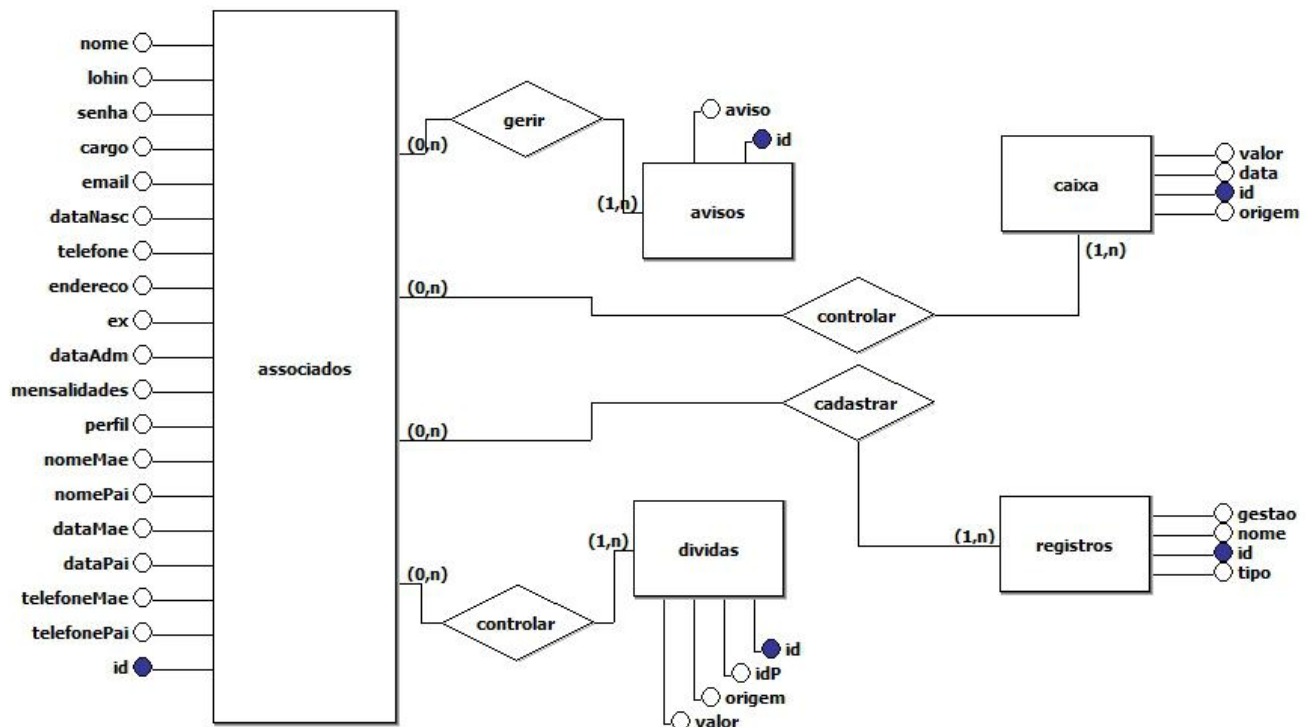 nome
lohin
senha
cargo
email
dataNasc
telefone
endereco
ex
dataAdm
mensalidades
perfil
nomeMae
nomePai
dataMae
dataPai
telefoneMae
telefonePai
id
associados
(0,n)
gerir
(1,n)
aviso
id
avisos
(0,n)
controlar
(1,n)
caixa
valor
data
id
origem
(0,n)
cadastrar
(1,n)
registros
gestao
nome
id
tipo
(0,n)
controlar
(1,n)
dividas
id
idP
origem
valor